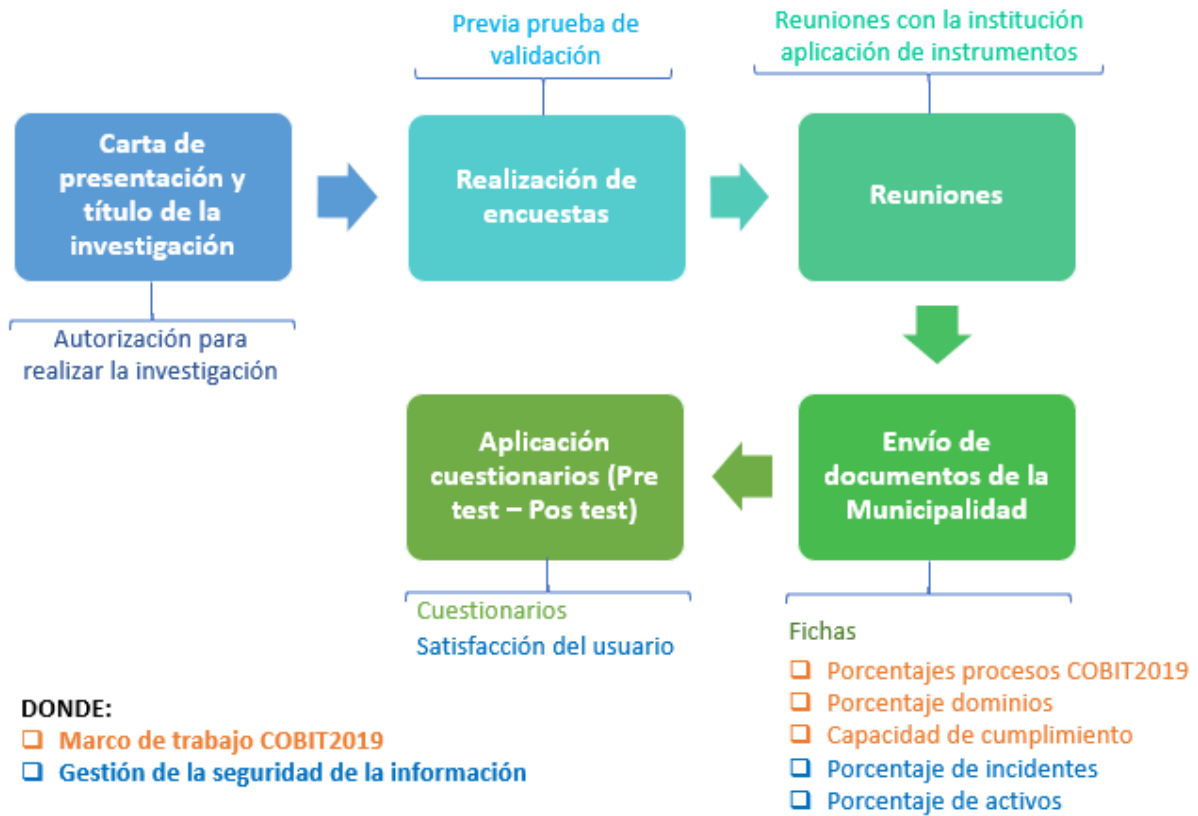 Previa prueba de
validación
Reuniones con la institución
aplicación de instrumentos
Carta de
presentación y
título de la
investigación
Realización de
encuestas
Reuniones
Autorización para
realizar la investigación
Aplicación
cuestionarios (Pre
test – Pos test)
Envío de
documentos de la
Municipalidad
Cuestionarios
Satisfacción del usuario
Fichas
Porcentajes procesos COBIT2019
Porcentaje dominios
Capacidad de cumplimiento
Porcentaje de incidentes
Porcentaje de activos
DONDE:
Marco de trabajo COBIT2019
Gestión de la seguridad de la información